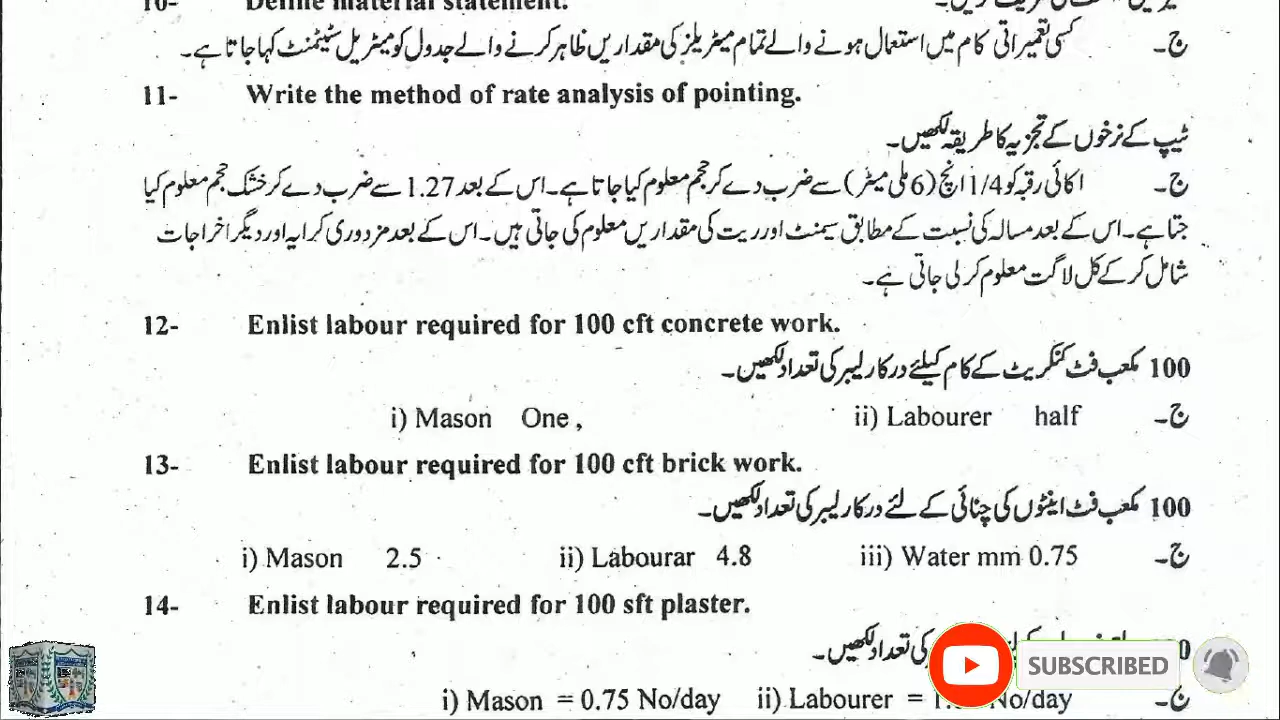 10- Define material statement.
ج۔ کسی تعمیراتی کام میں استعمال ہونے والے تمام میٹریلز کی مقداریں ظاہر کرنے والے جدول کو میٹریل سٹیٹمنٹ کہا جاتا ہے۔
11- Write the method of rate analysis of pointing.
ٹیپ کے نرخوں کے تجزیہ کا طریقہ لکھیں۔
ج۔ اکائی رقبہ کو 1/4 انچ (6 ملی میٹر) سے ضرب دے کر حجم معلوم کیا جاتا ہے۔ اس کے بعد 1.27 سے ضرب دے کر خشک حجم معلوم کیا
جتا ہے۔ اس کے بعد مسالہ کی نسبت کے مطابق سیمنٹ اور ریت کی مقداریں معلوم کی جاتی ہیں۔ اس کے بعد مزدوری کرایہ اور دیگر اخراجات
شامل کر کے کل لاگت معلوم کر لی جاتی ہے۔
12- Enlist labour required for 100 cft concrete work.
100 مکعب فٹ کنکریٹ کے کام کیلئے درکار لیبر کی تعداد لکھیں۔
ج۔ i) Mason One , ii) Labourer half
13- Enlist labour required for 100 cft brick work.
100 مکعب فٹ اینٹوں کی چنائی کے لئے درکار لیبر کی تعداد لکھیں۔
ج۔ i) Mason 2.5 ii) Labourar 4.8 iii) Water mm 0.75
14- Enlist labour required for 100 sft plaster.
کی تعداد لکھیں۔
SUBSCRIBED
ج۔ i) Mason = 0.75 No/day ii) Labourer = No/day